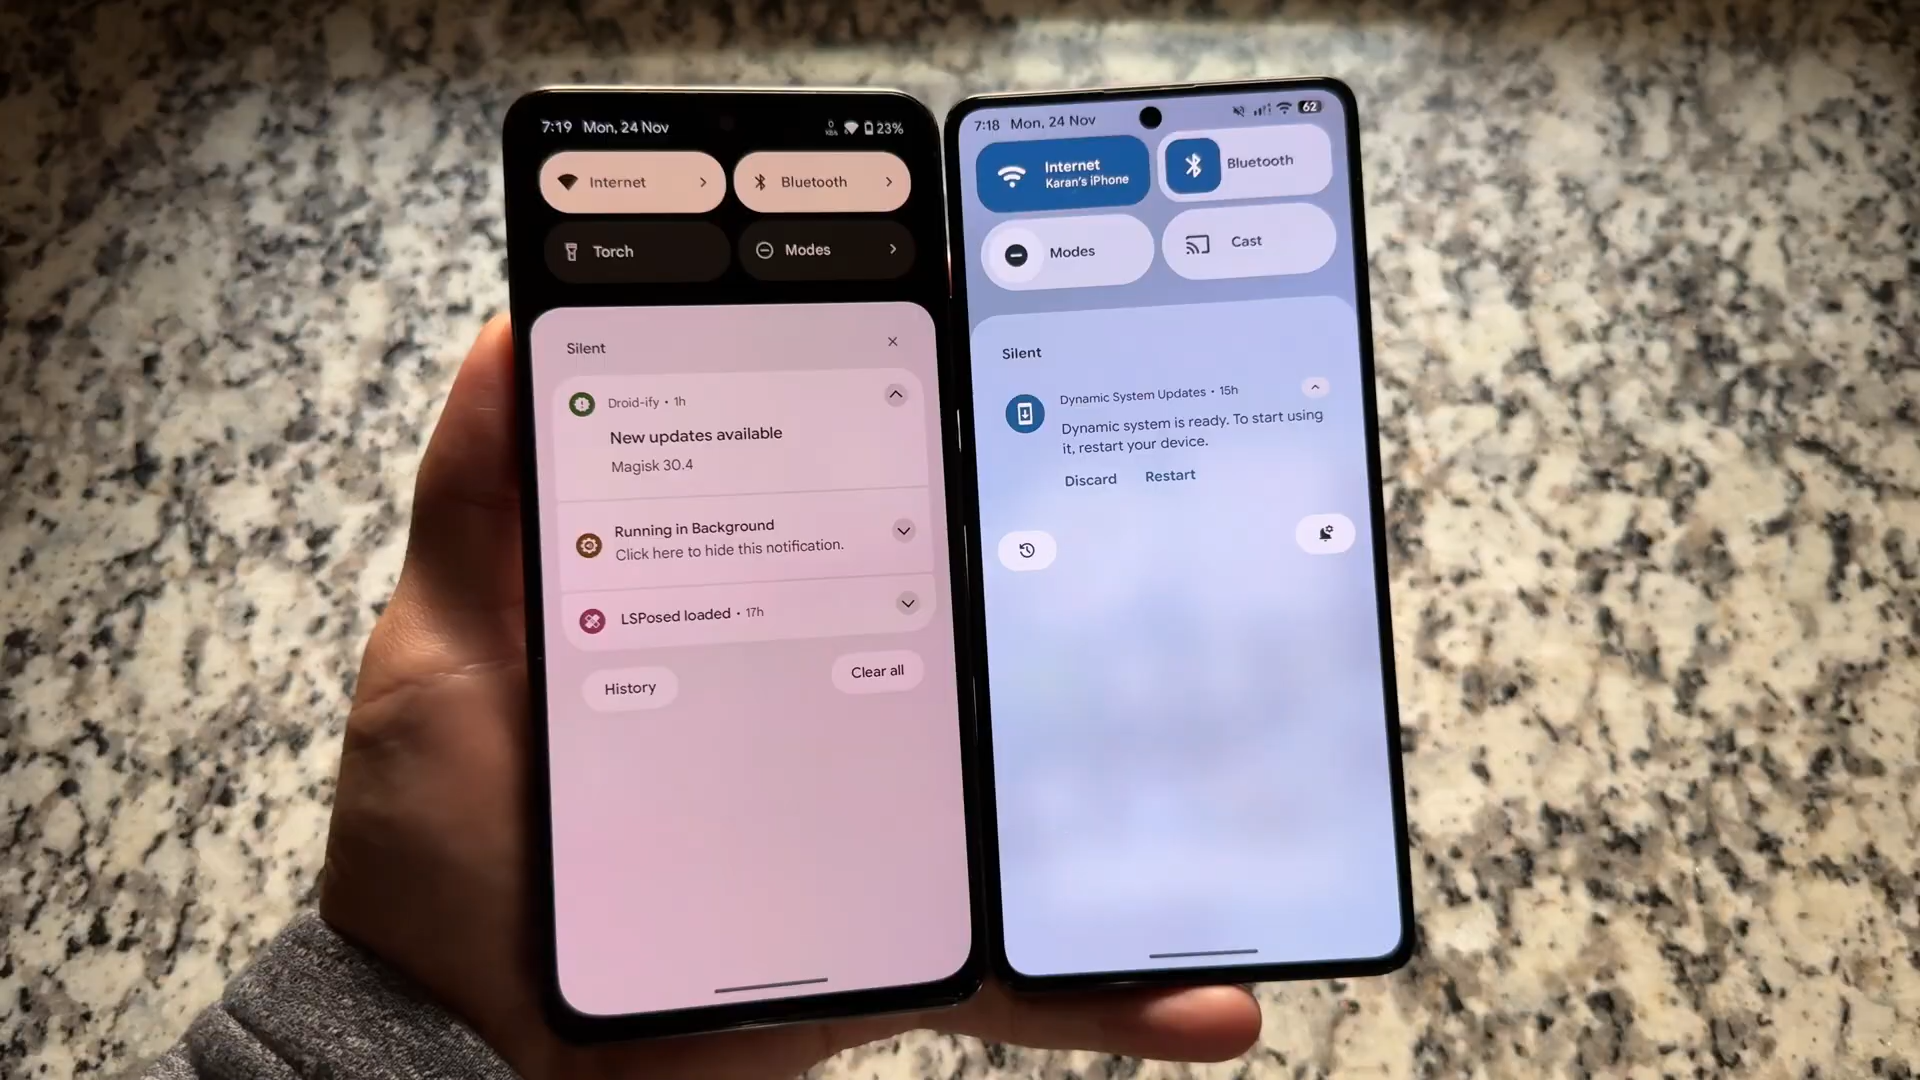 7:19 Mon, 24 Nov
23%
Internet
Bluetooth
Torch
Modes
Silent
Droid-ify • 1h
New updates available
Magisk 30.4
Running in Background
Click here to hide this notification.
LSPosed loaded • 17h
History
Clear all
7:18 Mon, 24 Nov
62
Internet
Karan's iPhone
Bluetooth
Modes
Cast
Silent
Dynamic System Updates • 15h
Dynamic system is ready. To start using
it, restart your device.
Discard
Restart